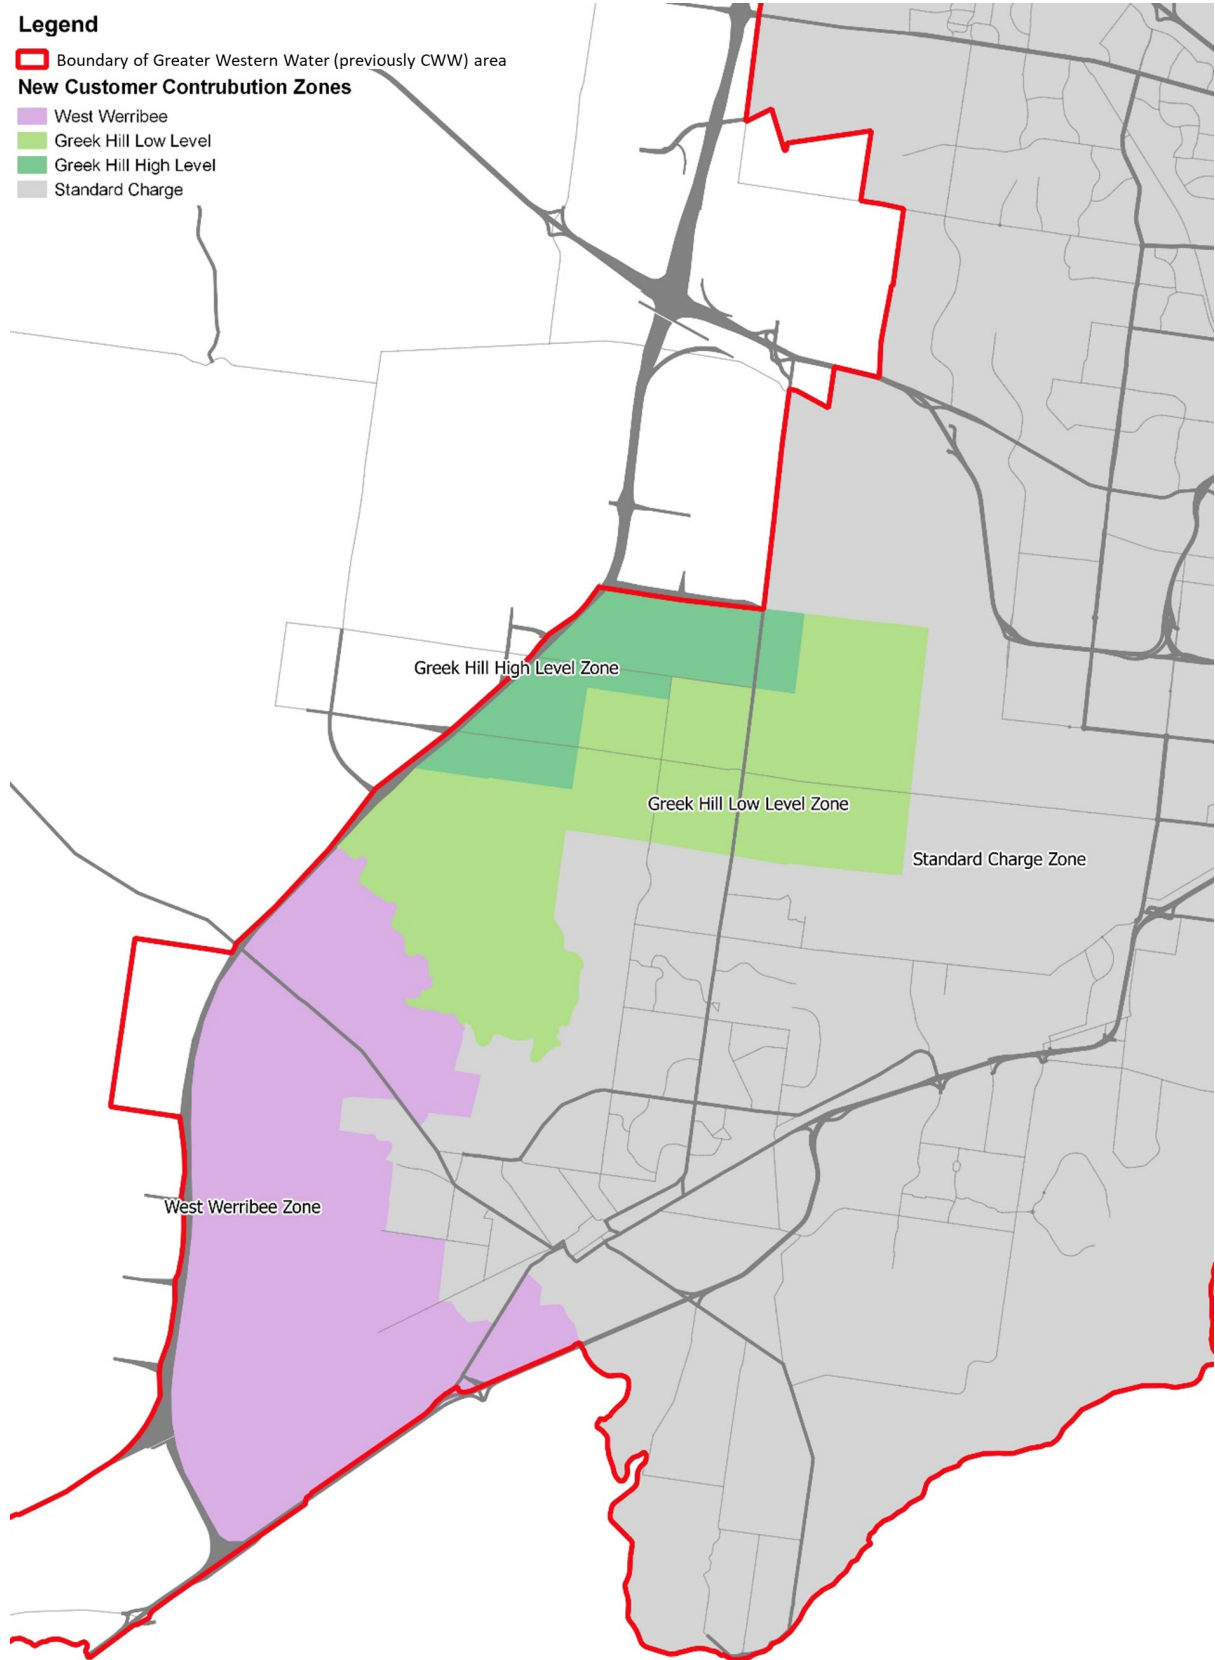 Legend
Boundary of Greater Western Water (previously CWW) area
New Customer Contrubution Zones
West Werribee
Greek Hill Low Level
Greek Hill High Level
Standard Charge
Greek Hill High Level Zone
Greek Hill Low Level Zone
Standard Charge Zone
West Werribee Zone